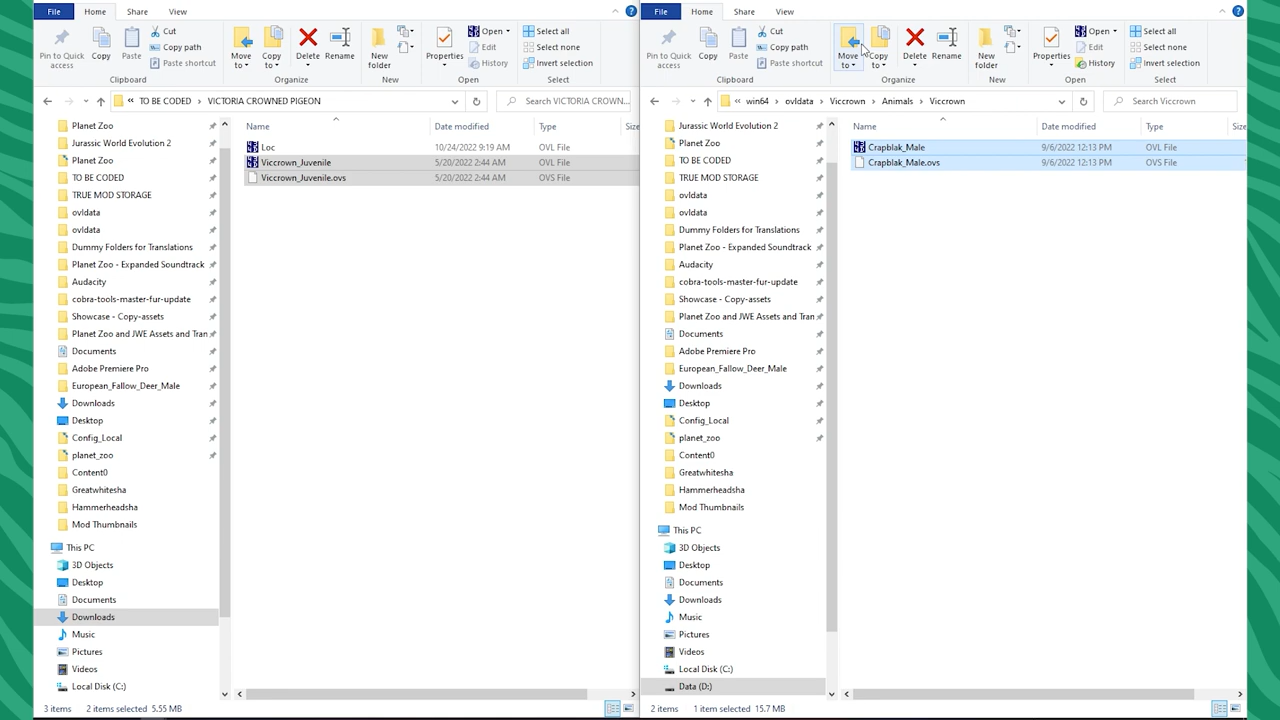 File Home Share View
Pin to Quick access Copy Paste Cut Copy path Paste shortcut Move to Copy to Delete Rename New folder Properties Open Edit History Select all Select none Invert selection
Clipboard Organize New Open Select
TO BE CODED > VICTORIA CROWNED PIGEON Search VICTORIA CROWN...
Name Date modified Type Size
Planet Zoo
Jurassic World Evolution 2
Planet Zoo
TO BE CODED
TRUE MOD STORAGE
ovldata
ovldata
Dummy Folders for Translations
Planet Zoo - Expanded Soundtrack
Audacity
cobra-tools-master-fur-update
Showcase - Copy-assets
Planet Zoo and JWE Assets and Tran
Documents
Adobe Premiere Pro
European_Fallow_Deer_Male
Downloads
Desktop
Config_Local
planet_zoo
Content0
Greatwhitesha
Hammerheadsha
Mod Thumbnails
This PC
3D Objects
Desktop
Documents
Downloads
Music
Pictures
Videos
Local Disk (C:)
Loc 10/24/2022 9:19 AM OVL File
Viccrown_Juvenile 5/20/2022 2:44 AM OVL File
Viccrown_Juvenile.ovs 5/20/2022 2:44 AM OVS File
3 items 2 items selected 5.55 MB
File Home Share View
Pin to Quick access Copy Paste Cut Copy path Paste shortcut Move to Copy to Delete Rename New folder Properties Open Edit History Select all Select none Invert selection
Clipboard Organize New Open Select
win64 > ovldata > Viccrown > Animals > Viccrown Search Viccrown
Name Date modified Type Size
Jurassic World Evolution 2
Planet Zoo
TO BE CODED
TRUE MOD STORAGE
ovldata
ovldata
Dummy Folders for Translations
Planet Zoo - Expanded Soundtrack
Audacity
cobra-tools-master-fur-update
Showcase - Copy-assets
Planet Zoo and JWE Assets and Tran
Documents
Adobe Premiere Pro
European_Fallow_Deer_Male
Downloads
Desktop
Config_Local
planet_zoo
Content0
Greatwhitesha
Hammerheadsha
Mod Thumbnails
This PC
3D Objects
Desktop
Documents
Downloads
Music
Pictures
Videos
Local Disk (C:)
Data (D:)
Crapblak_Male 9/6/2022 12:13 PM OVL File
Crapblak_Male.ovs 9/6/2022 12:13 PM OVS File
2 items 1 item selected 15.7 MB